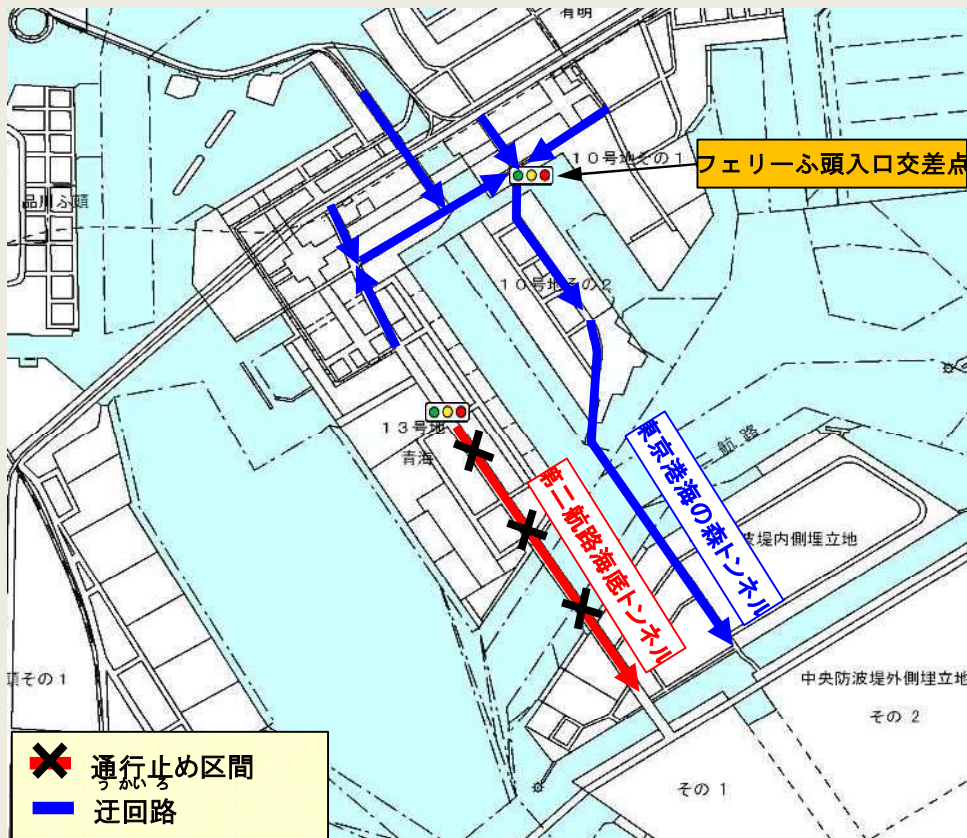 有明
10号地その1
フェリーふ頭入口交差点
品川ふ頭
10号地その2
13号地
青海
航路
東京港海の森トンネル
第二航路海底トンネル
波堤内側埋立地
頭その1
中央防波堤外側埋立地
その2
その1
通行止め区間
うかいろ
迂回路